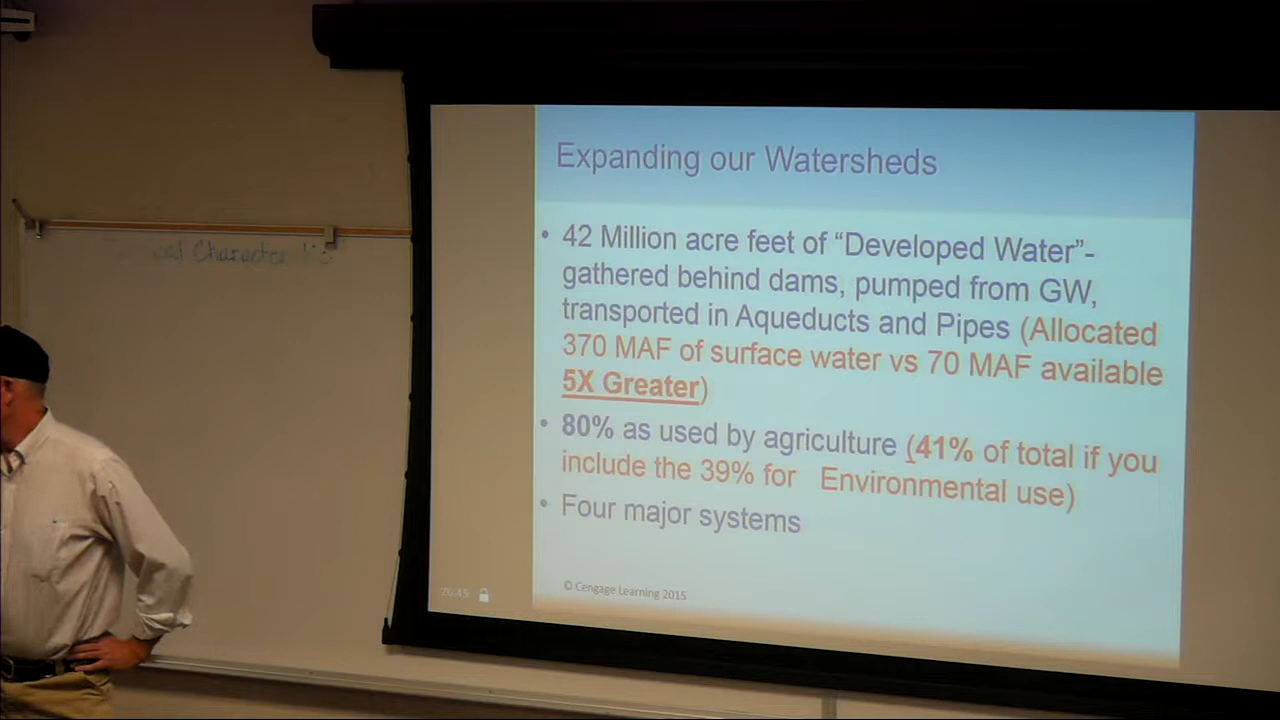 Expanding our Watersheds
• 42 Million acre feet of “Developed Water”-
gathered behind dams, pumped from GW,
transported in Aqueducts and Pipes (Allocated
370 MAF of surface water vs 70 MAF available
5X Greater)
• 80% as used by agriculture (41% of total if you
include the 39% for Environmental use)
• Four major systems
© Cengage Learning 2015
26:45